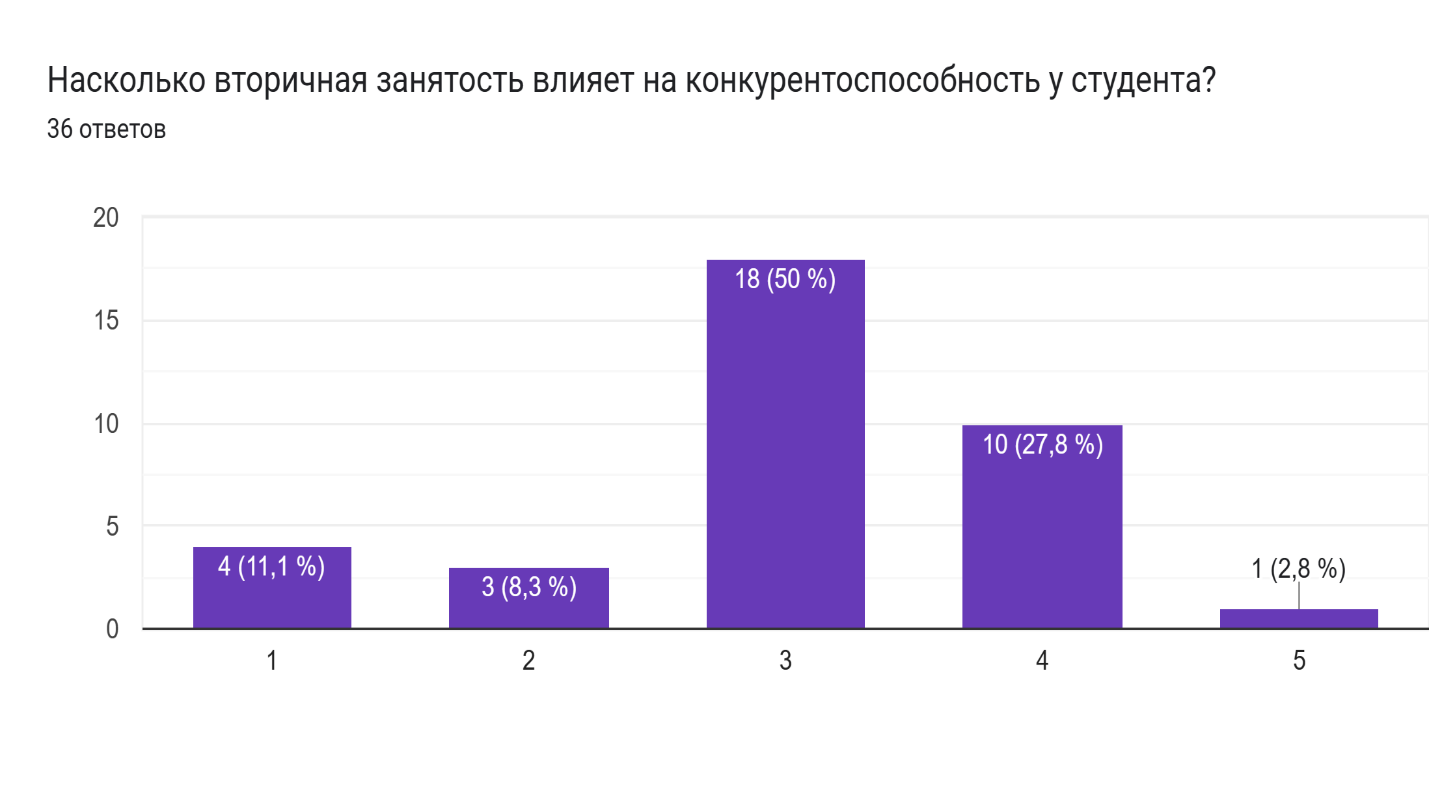 Насколько вторичная занятость влияет на конкурентоспособность у студента?
36 ответов
20
15
10
5
0
18 (50 %)
10 (27,8 %)
4 (11,1 %)
3 (8,3 %)
1 (2,8 %)
1
2
3
4
5